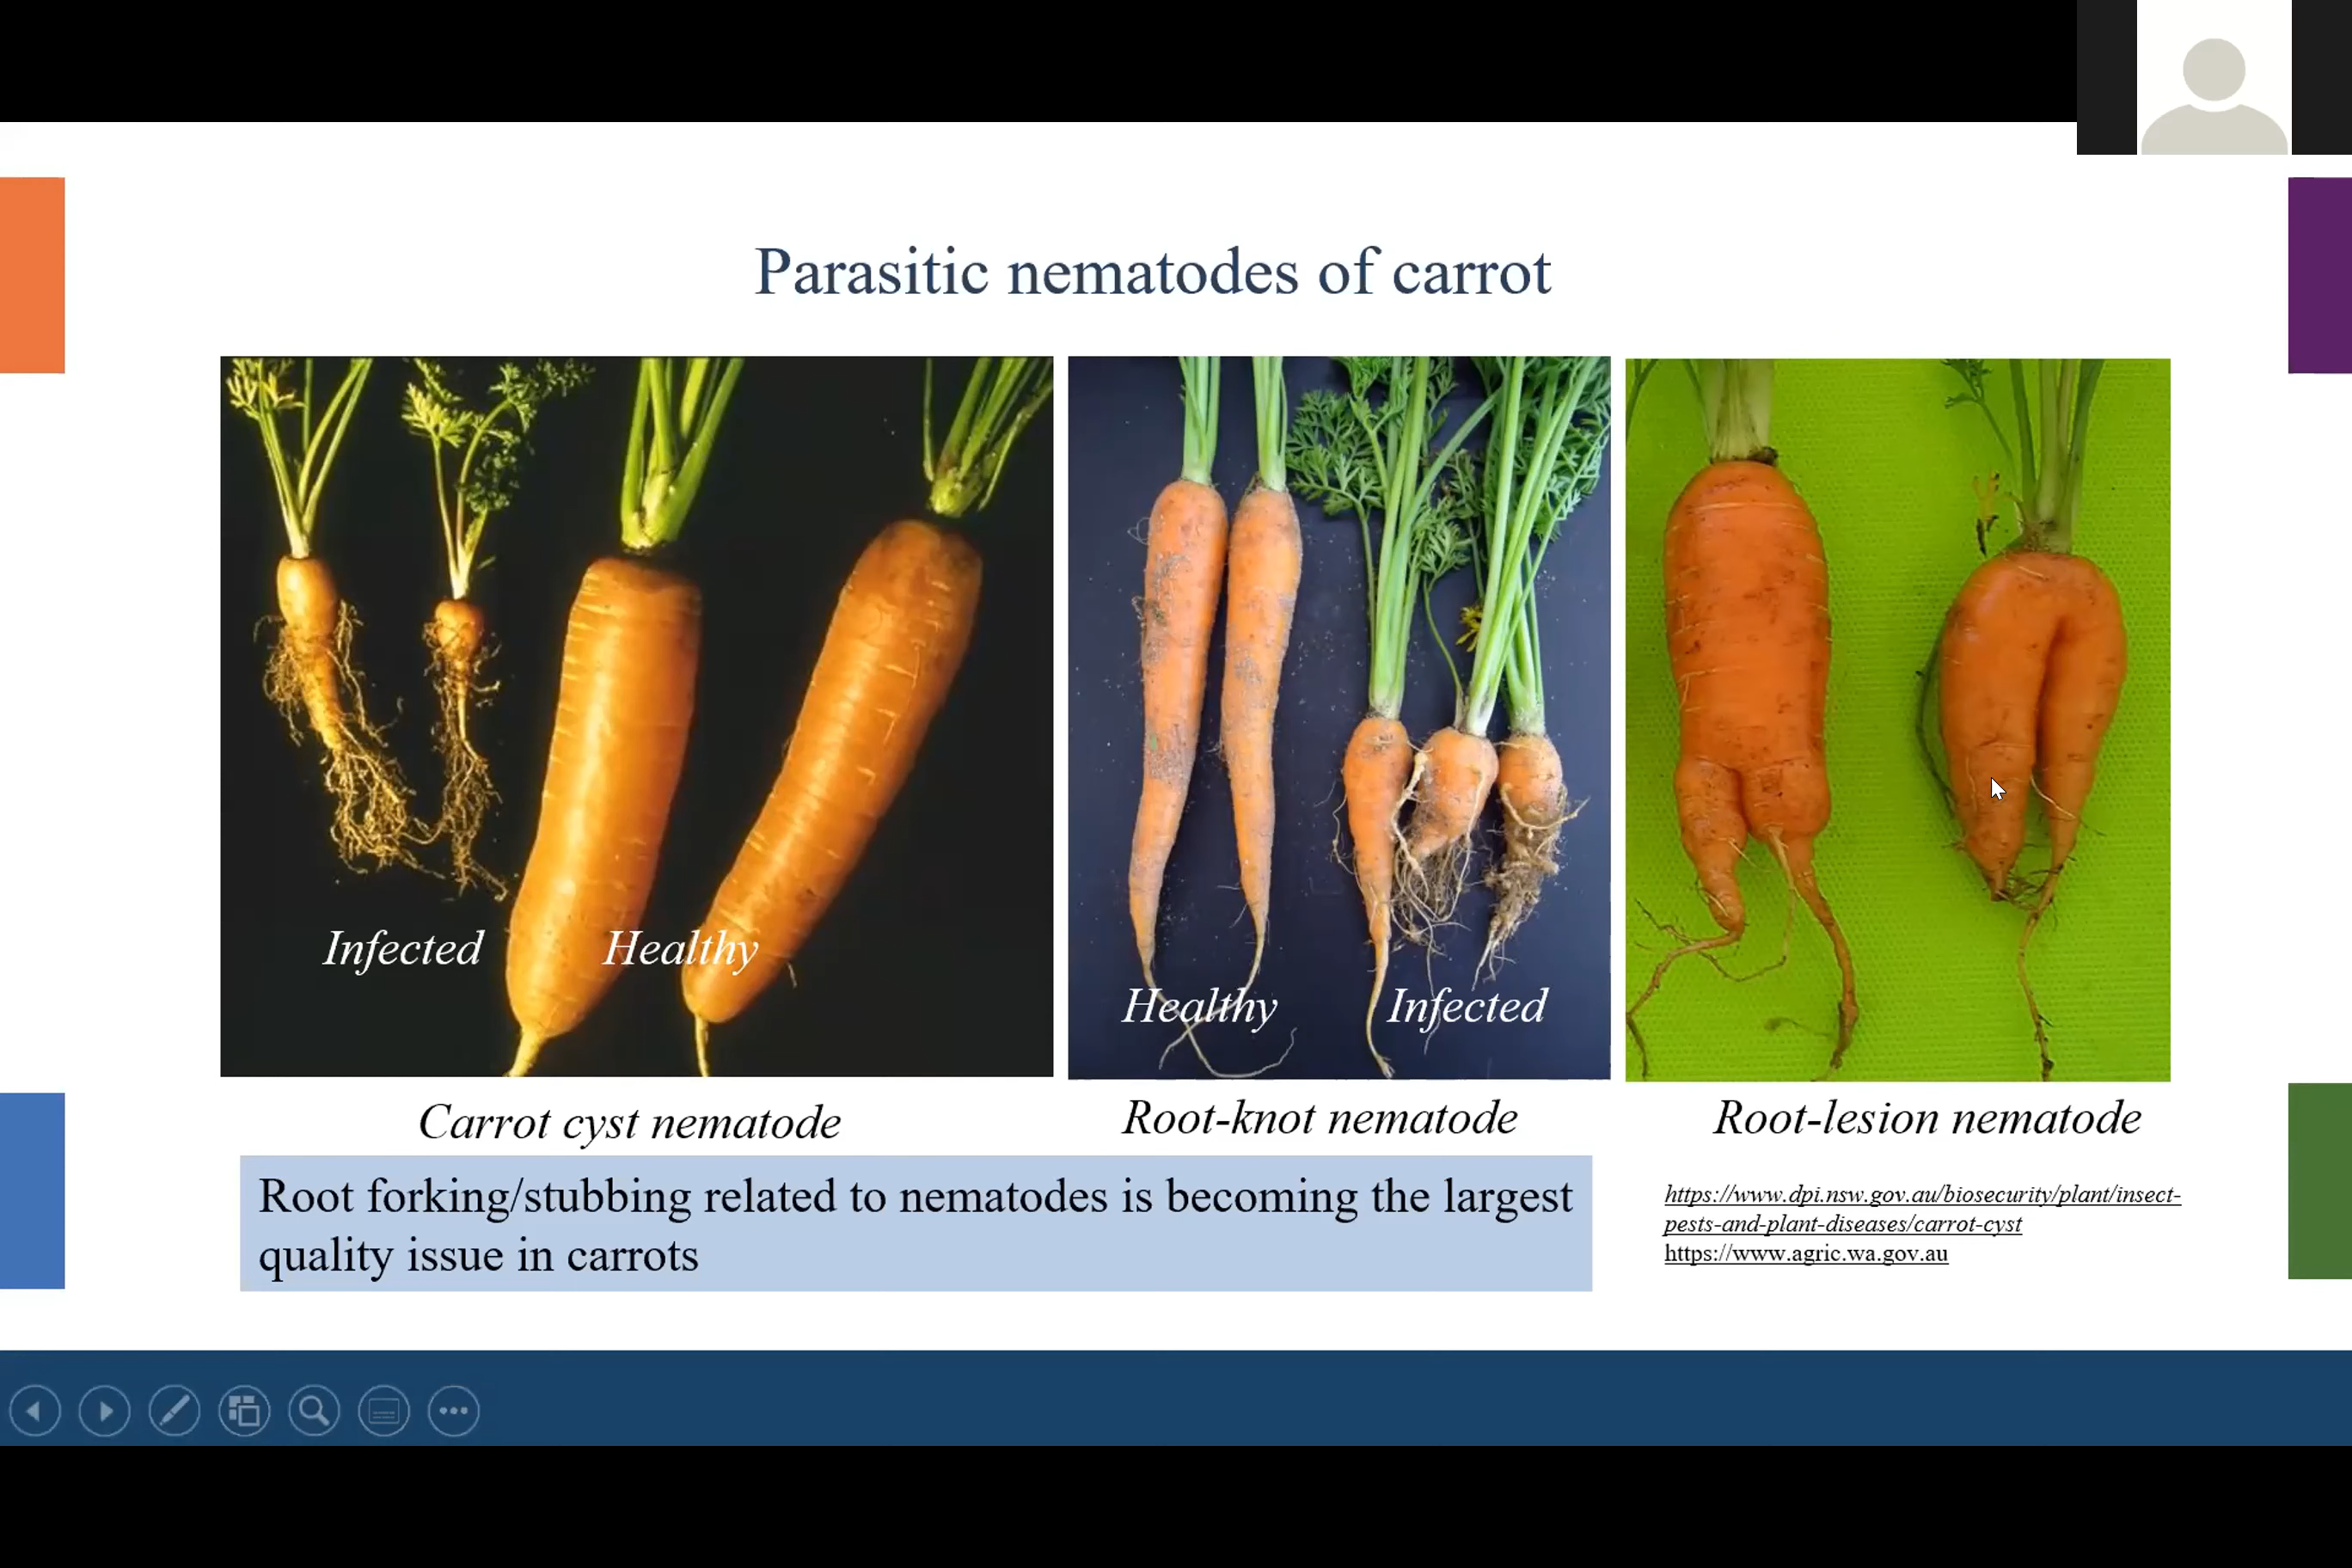 Parasitic nematodes of carrot
Infected
Healthy
Healthy
Infected
Carrot cyst nematode
Root-knot nematode
Root-lesion nematode
Root forking/stubbing related to nematodes is becoming the largest
quality issue in carrots
https://www.dpi.nsw.gov.au/biosecurity/plant/insect-
pests-and-plant-diseases/carrot-cyst
https://www.agric.wa.gov.au